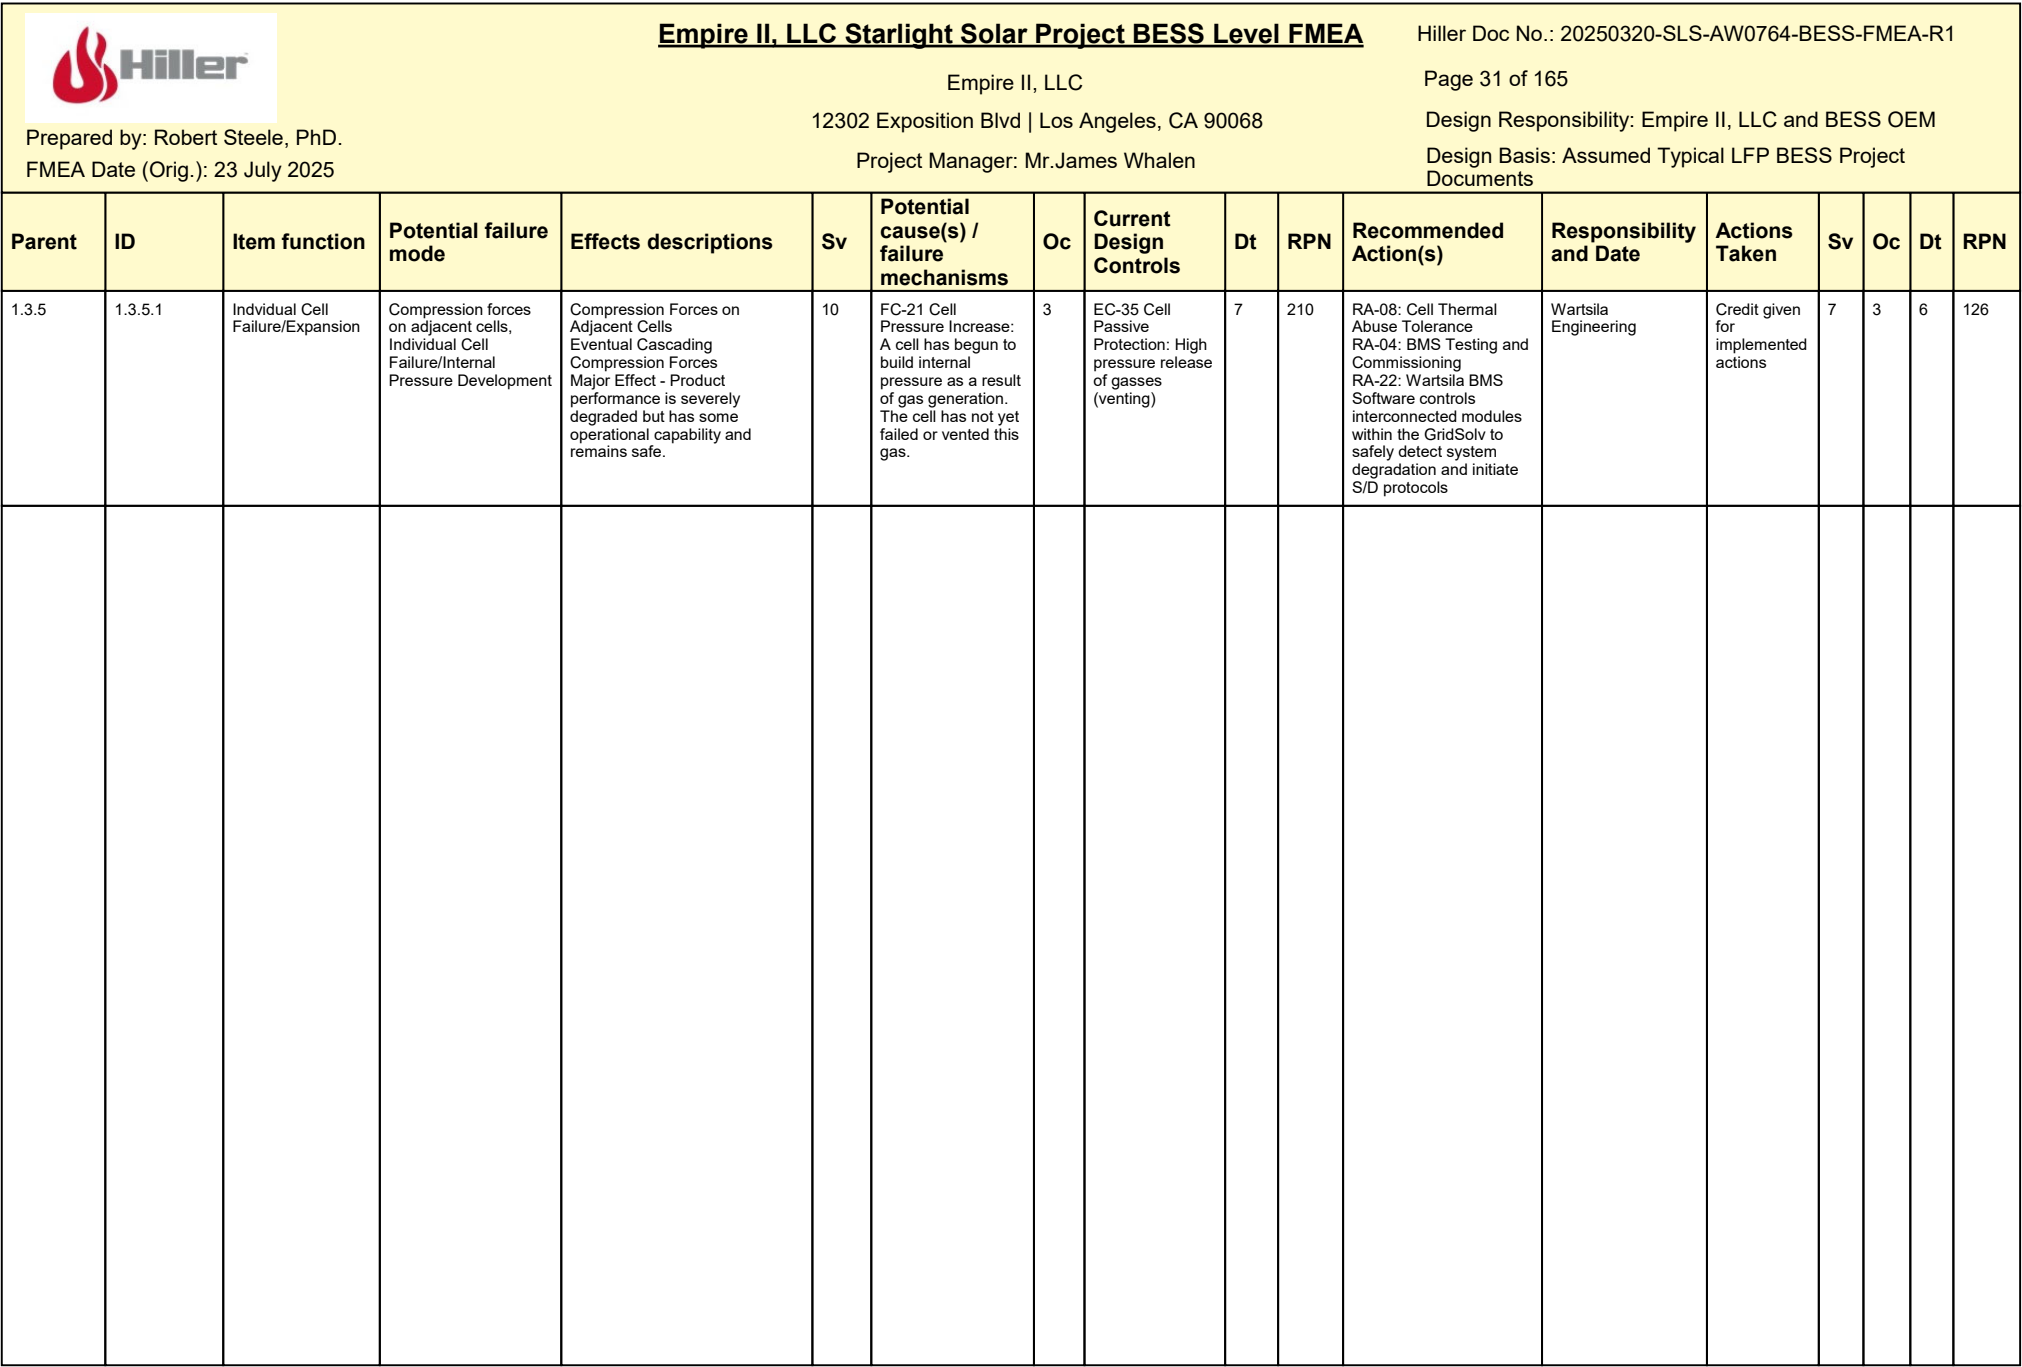 Hiller
Prepared by: Robert Steele, PhD.
FMEA Date (Orig.): 23 July 2025
Empire II, LLC Starlight Solar Project BESS Level FMEA
Empire II, LLC
12302 Exposition Blvd | Los Angeles, CA 90068
Project Manager: Mr.James Whalen
Hiller Doc No.: 20250320-SLS-AW0764-BESS-FMEA-R1
Page 31 of 165
Design Responsibility: Empire II, LLC and BESS OEM
Design Basis: Assumed Typical LFP BESS Project
Documents
Parent
ID
Item function
Potential failure
mode
Effects descriptions
Sv
Potential
cause(s) /
failure
mechanisms
Oc
Current
Design
Controls
Dt
RPN
Recommended
Action(s)
Responsibility
and Date
Actions
Taken
Sv
Oc
Dt
RPN
1.3.5
1.3.5.1
Indvidual Cell
Failure/Expansion
Compression forces
on adjacent cells,
Individual Cell
Failure/Internal
Pressure Development
Compression Forces on
Adjacent Cells
Eventual Cascading
Compression Forces
Major Effect - Product
performance is severely
degraded but has some
operational capability and
remains safe.
10
FC-21 Cell
Pressure Increase:
A cell has begun to
build internal
pressure as a result
of gas generation.
The cell has not yet
failed or vented this
gas.
3
EC-35 Cell
Passive
Protection: High
pressure release
of gasses
(venting)
7
210
RA-08: Cell Thermal
Abuse Tolerance
RA-04: BMS Testing and
Commissioning
RA-22: Wartsila BMS
Software controls
interconnected modules
within the GridSolv to
safely detect system
degradation and initiate
S/D protocols
Wartsila
Engineering
Credit given
for
implemented
actions
7
3
6
126